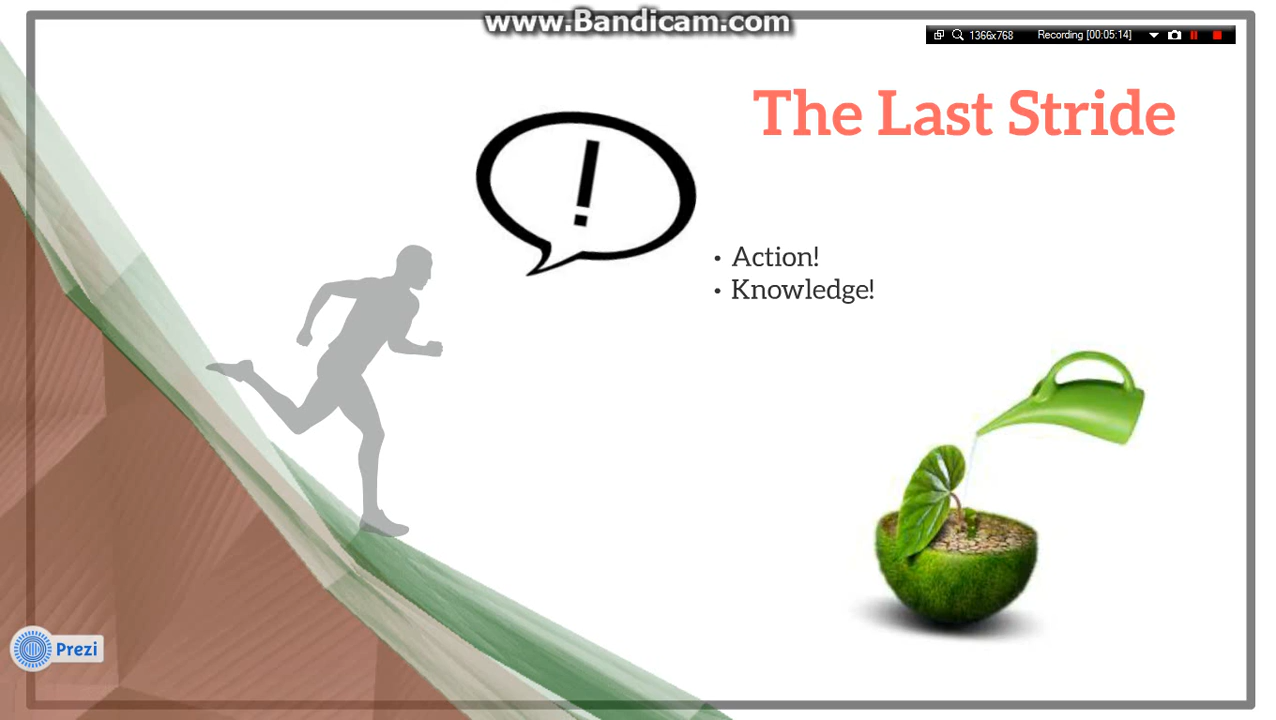 www.Bandicam.com
1366x768 Recording [00:05:14]
The Last Stride
!
• Action!
• Knowledge!
Prezi